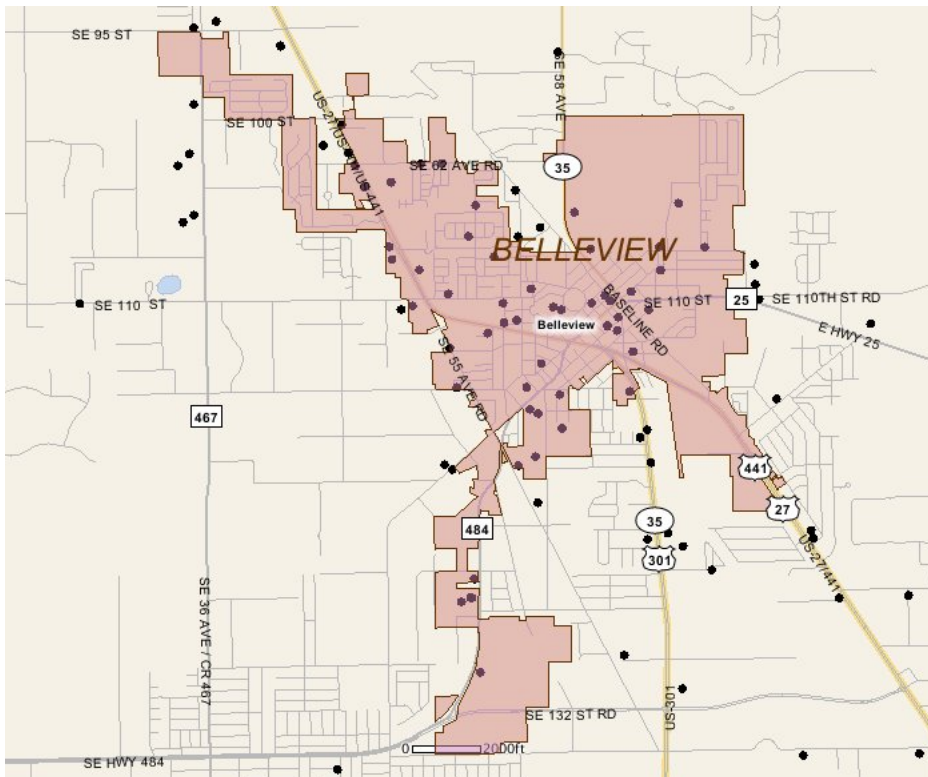 SE 95 ST
SE 58 AVE
SE 100 ST
US-27/US-301/US-441
SE 62 AVE RD
35
BELLEVIEW
SE 110 ST
BASELINE RD
SE 110 ST
25
SE 110TH ST RD
E HWY 25
Belleview
SE 55 AVE RD
467
441
27
484
35
301
US-27/441
SE 36 AVE / CR 467
US-301
SE 132 ST RD
0 2000ft
SE HWY 484